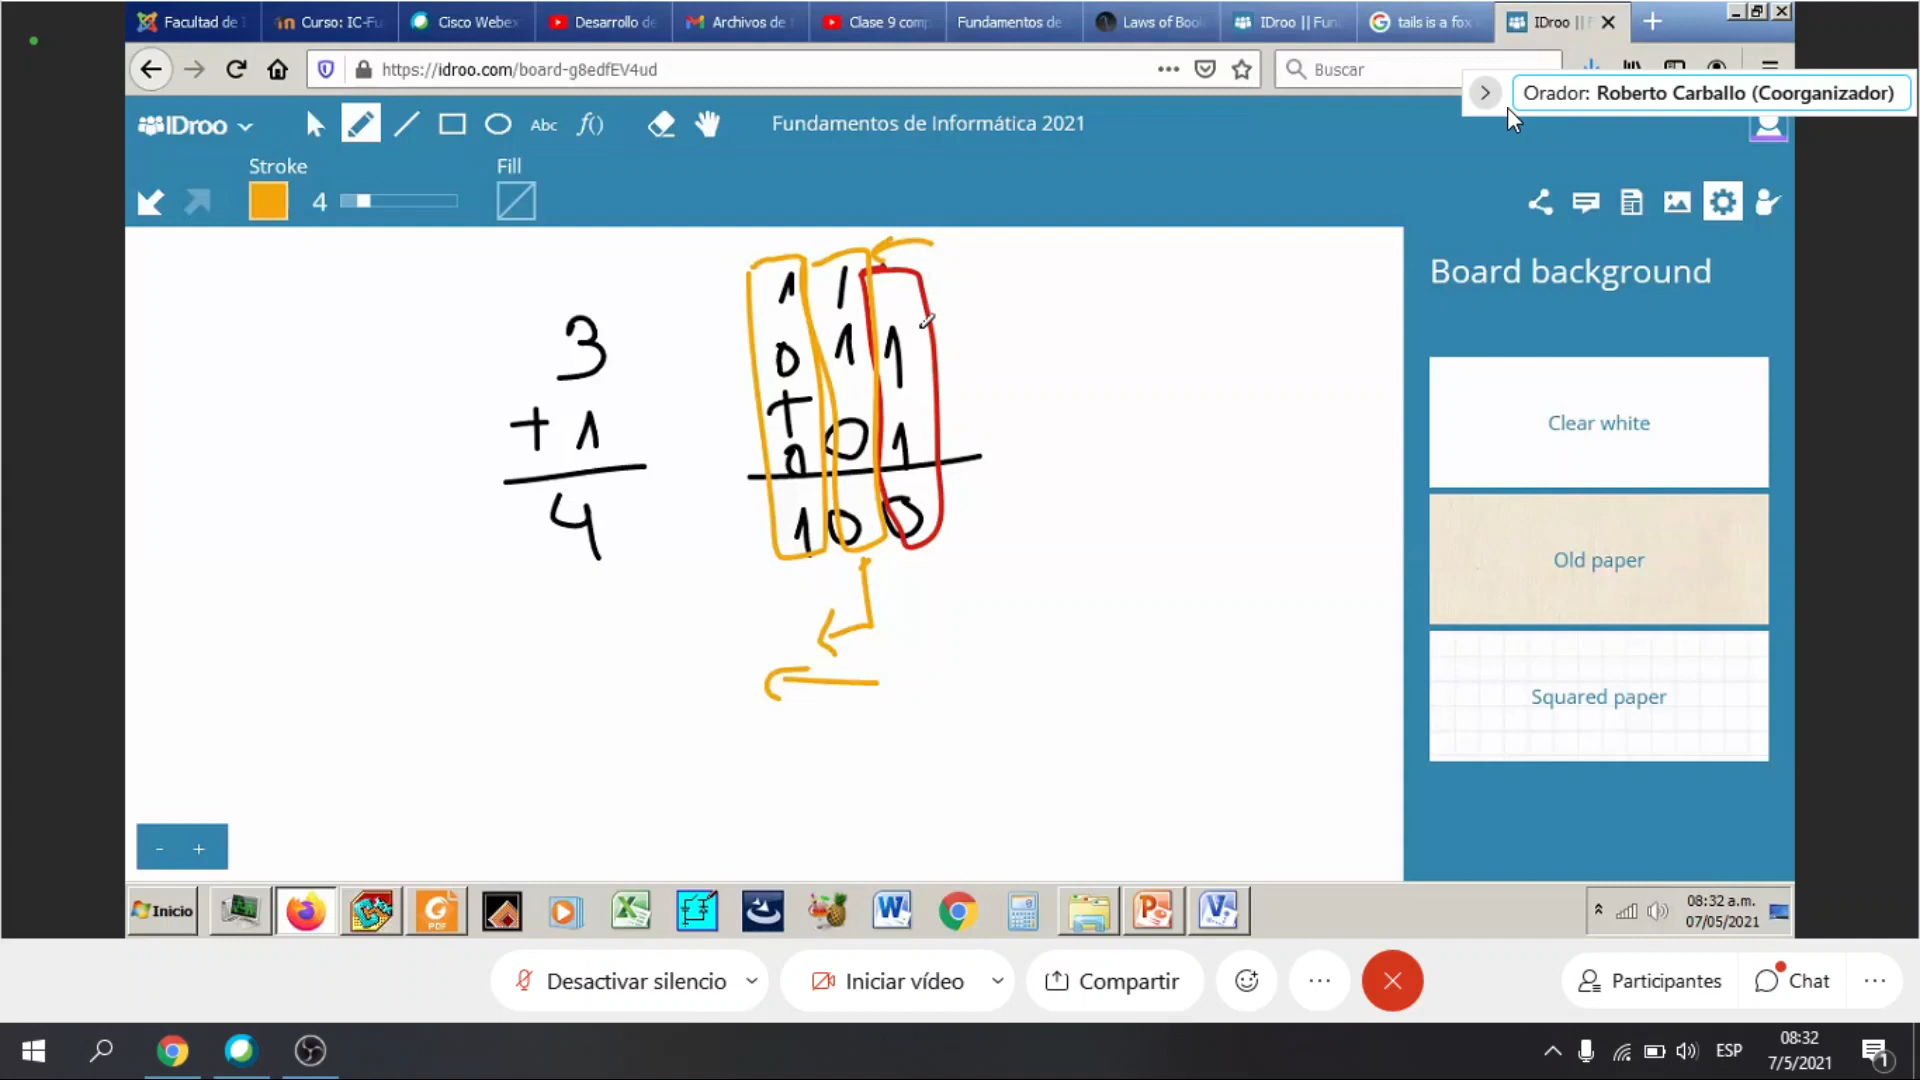 Facultad de
Curso: IC-Fu
Cisco Webex
Desarrollo de
Archivos de
Clase 9 com
Fundamentos de
Laws of Boo
IDroo || Fun
tails is a fox
IDroo || F
https://idroo.com/board-g8edfEV4ud
Buscar
Orador: Roberto Carballo (Coorganizador)
IDroo
Abc
f()
Fundamentos de Informática 2021
Stroke
Fill
4
Board background
Clear white
Old paper
Squared paper
3
+ 1
4
1 1
0 1 1
+
0 0 1
1 0 0
- +
Inicio
PDF
08:32 a.m.
07/05/2021
Desactivar silencio
Iniciar vídeo
Compartir
Participantes
Chat
ESP
08:32
7/5/2021
1